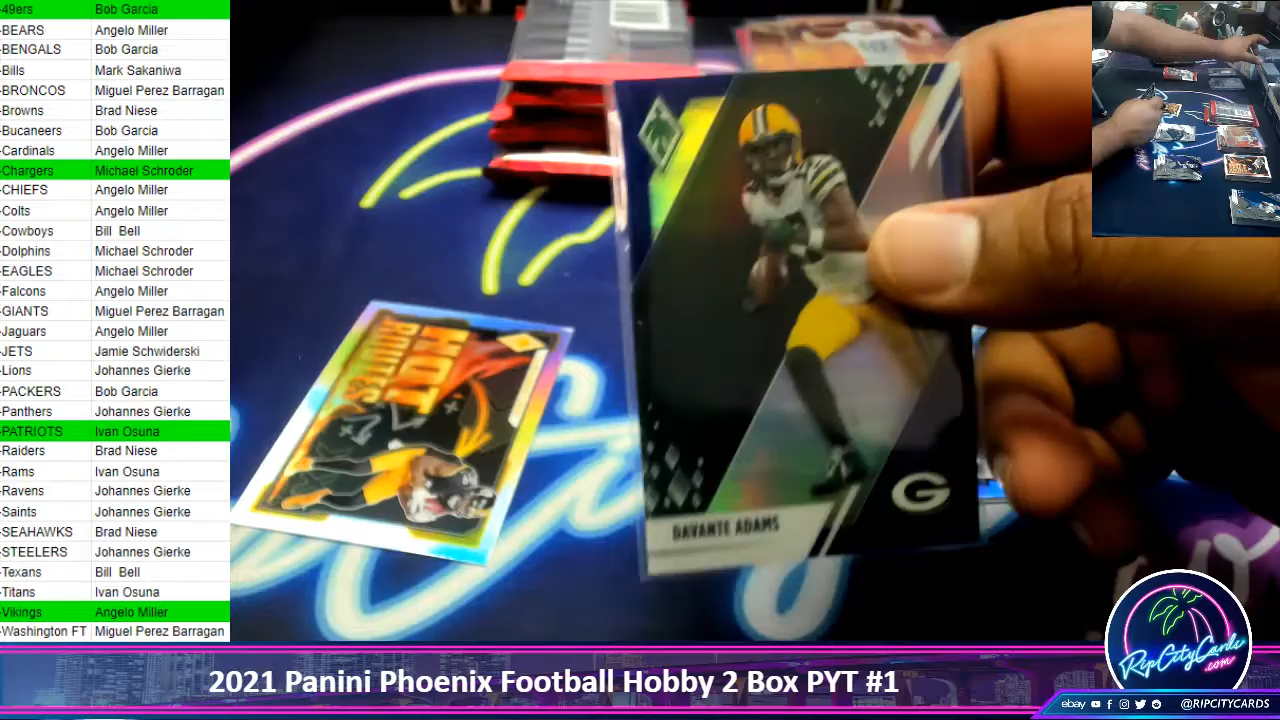 -49ers Bob Garcia
-BEARS Angelo Miller
-BENGALS Bob Garcia
-Bills Mark Sakaniwa
-BRONCOS Miguel Perez Barragan
-Browns Brad Niese
-Bucaneers Bob Garcia
-Cardinals Angelo Miller
-Chargers Michael Schroder
-CHIEFS Angelo Miller
-Colts Angelo Miller
-Cowboys Bill Bell
-Dolphins Michael Schroder
-EAGLES Michael Schroder
-Falcons Angelo Miller
-GIANTS Miguel Perez Barragan
-Jaguars Angelo Miller
-JETS Jamie Schwiderski
-Lions Johannes Gierke
-PACKERS Bob Garcia
-Panthers Johannes Gierke
-PATRIOTS Ivan Osuna
-Raiders Brad Niese
-Rams Ivan Osuna
-Ravens Johannes Gierke
-Saints Johannes Gierke
-SEAHAWKS Brad Niese
-STEELERS Johannes Gierke
-Texans Bill Bell
-Titans Ivan Osuna
-Vikings Angelo Miller
-Washington FT Miguel Perez Barragan
HOT
ROUTES
G
DAVANTE ADAMS
RipCityCards
.com
2021 Panini Phoenix Football Hobby 2 Box PYT #1
ebay @RIPCITYCARDS